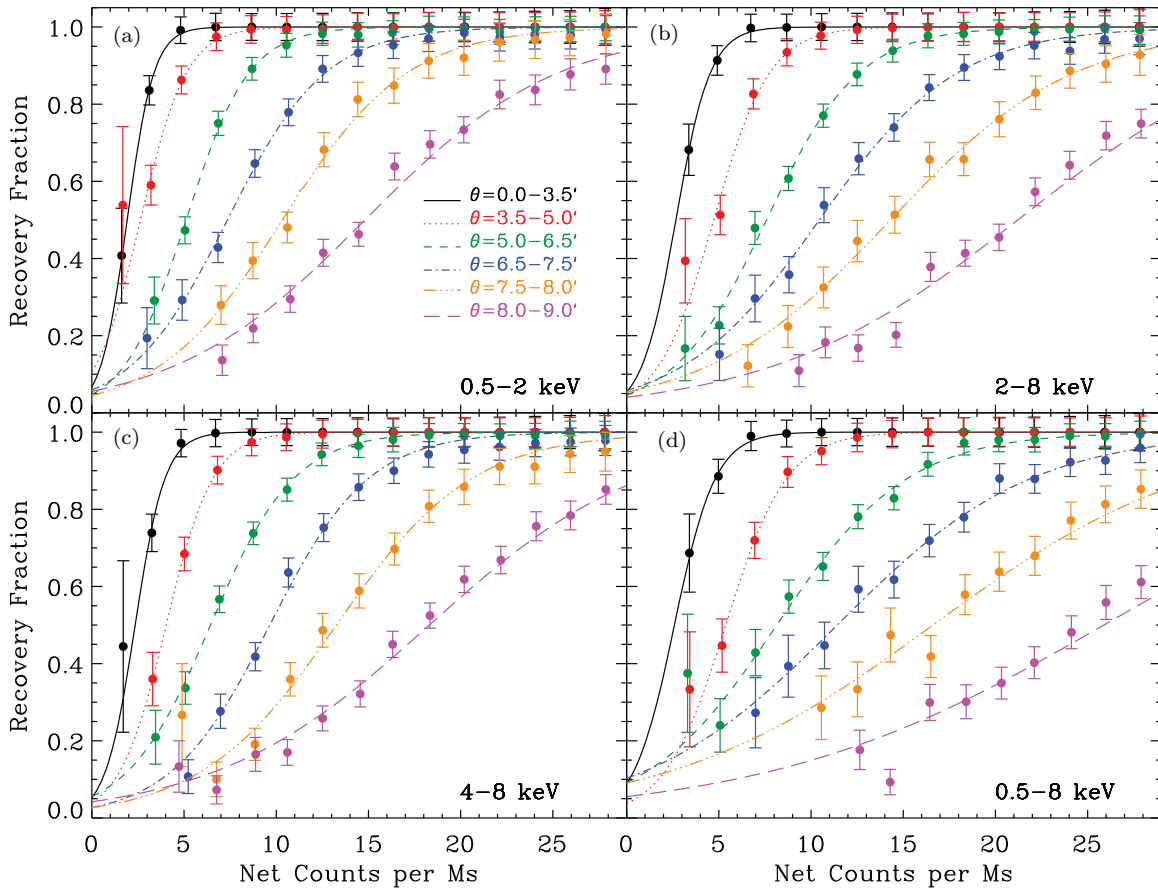 (a)
(b)
1.0
0.8
0.6
0.4
0.2
0.0
Recovery Fraction
θ=0.0−3.5'
θ=3.5−5.0'
θ=5.0−6.5'
θ=6.5−7.5'
θ=7.5−8.0'
θ=8.0−9.0'
0.5−2 keV
2−8 keV
(c)
(d)
1.0
0.8
0.6
0.4
0.2
0.0
Recovery Fraction
4−8 keV
0.5−8 keV
0 5 10 15 20 25 0 5 10 15 20 25
Net Counts per Ms Net Counts per Ms